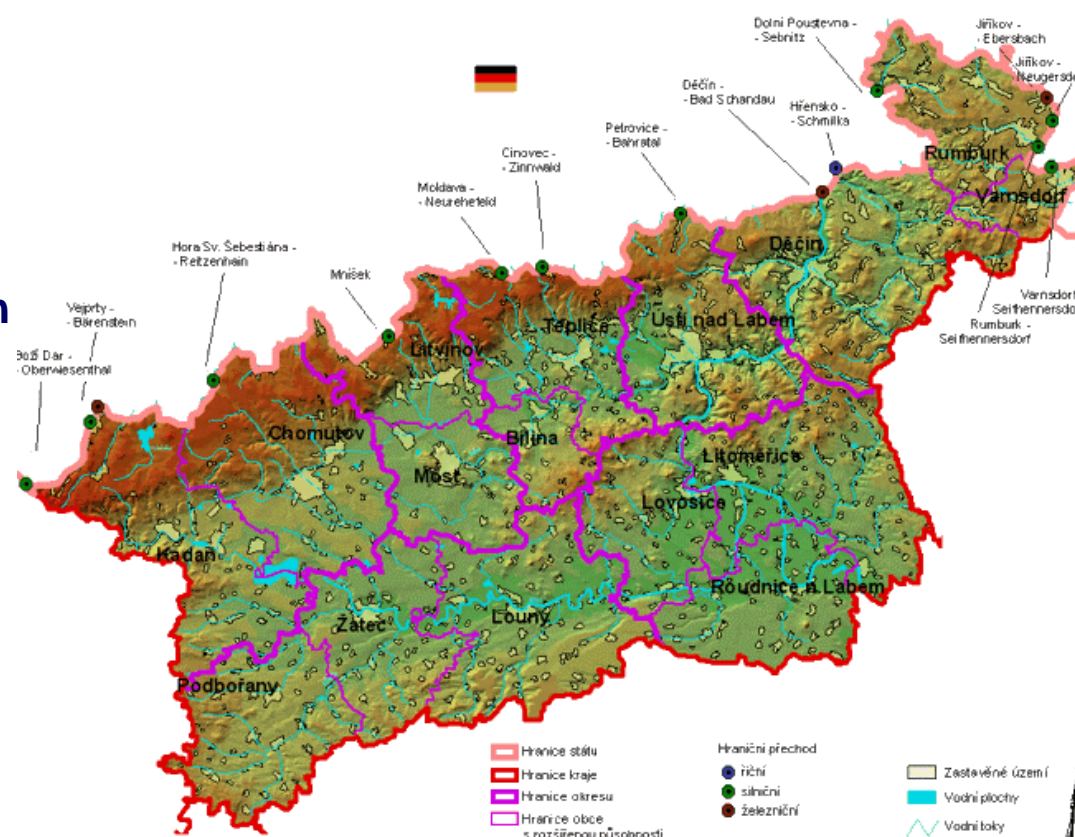 Dolní Poustevna -
- Sebnitz
Jiříkov -
- Ebersbach
Jiříkov -
Děčín -
- Bad Schandau
Hřensko -
- Schmilka
Petrovice -
- Bahratal
Cínovec -
- Zinnwald
Moldava -
- Neurehefeld
Hora Sv. Šebestiána -
- Reitzenhain
Mníšek
Vejprty -
- Bärenstein
Boží Dar -
- Oberwiesenthal
Rumburk
Varnsdorf
Děčín
Varnsdorf
Rumburk -
Seifhennersdorf
Ústí nad Labem
Teplice
Litvínov
Chomutov
Bílina
Most
Litoměřice
Lovosice
Kadaň
Roudnice n Labem
Louny
Žatec
Podbořany
Hranice státu
Hranice kraje
Hranice okresu
Hranice obce
s rozšířenou působností
Hraniční přechod
říční
silniční
železniční
Zastavěné území
Vodní plochy
Vodní toky